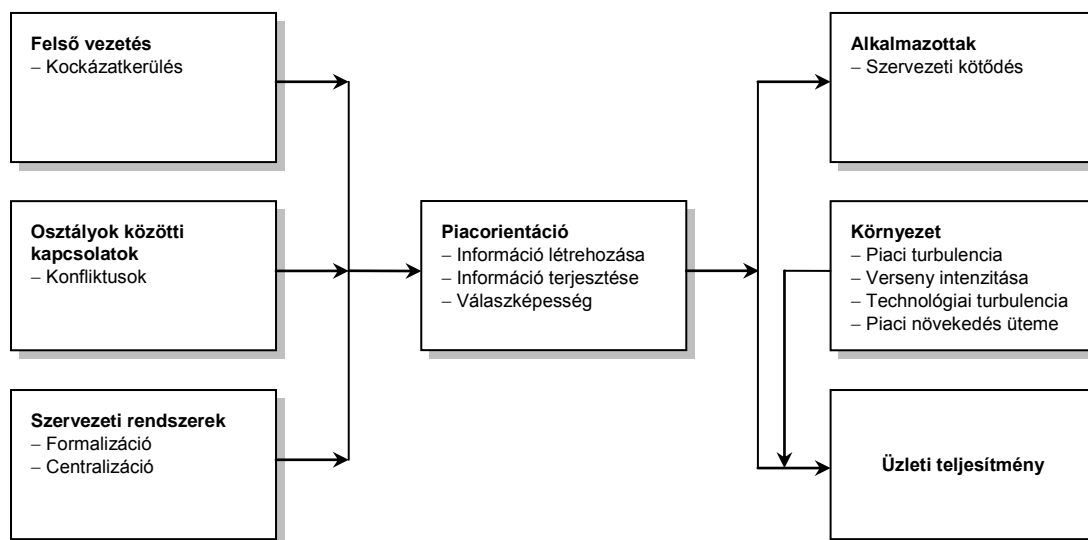 Felső vezetés
– Kockázatkerülés
Osztályok közötti
kapcsolatok
– Konfliktusok
Szervezeti rendszerek
– Formalizáció
– Centralizáció
Piacorientáció
– Információ létrehozása
– Információ terjesztése
– Válaszképesség
Alkalmazottak
– Szervezeti kötődés
Környezet
– Piaci turbulencia
– Verseny intenzitása
– Technológiai turbulencia
– Piaci növekedés üteme
Üzleti teljesítmény